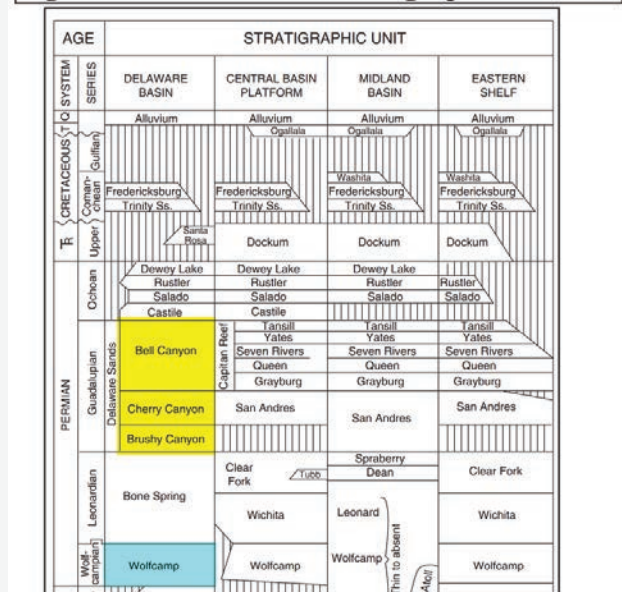 AGE
STRATIGRAPHIC UNIT
SYSTEM
SERIES
DELAWARE BASIN
CENTRAL BASIN PLATFORM
MIDLAND BASIN
EASTERN SHELF
Q
Alluvium
Alluvium
Alluvium
Alluvium
T
Ogallala
Ogallala
Ogallala
CRETACEOUS
Gulfian
Coman-chean
Washita
Washita
Fredericksburg
Fredericksburg
Fredericksburg
Fredericksburg
Trinity Ss.
Trinity Ss.
Trinity Ss.
Trinity Ss.
TR
Upper
Santa Rosa
Dockum
Dockum
Dockum
PERMIAN
Ochoan
Dewey Lake
Dewey Lake
Dewey Lake
Rustler
Rustler
Rustler
Rustler
Salado
Salado
Salado
Salado
Castile
Castile
Guadalupian
Delaware Sands
Bell Canyon
Capitan Reef
Tansill
Tansill
Tansill
Yates
Yates
Yates
Seven Rivers
Seven Rivers
Seven Rivers
Queen
Queen
Queen
Grayburg
Grayburg
Grayburg
Cherry Canyon
San Andres
San Andres
San Andres
Brushy Canyon
Leonardian
Bone Spring
Clear Fork
Tubb
Spraberry
Dean
Clear Fork
Wichita
Leonard
Wichita
Wolf-campian
Wolfcamp
Wolfcamp
Wolfcamp
Thin to absent
Atoll
Wolfcamp